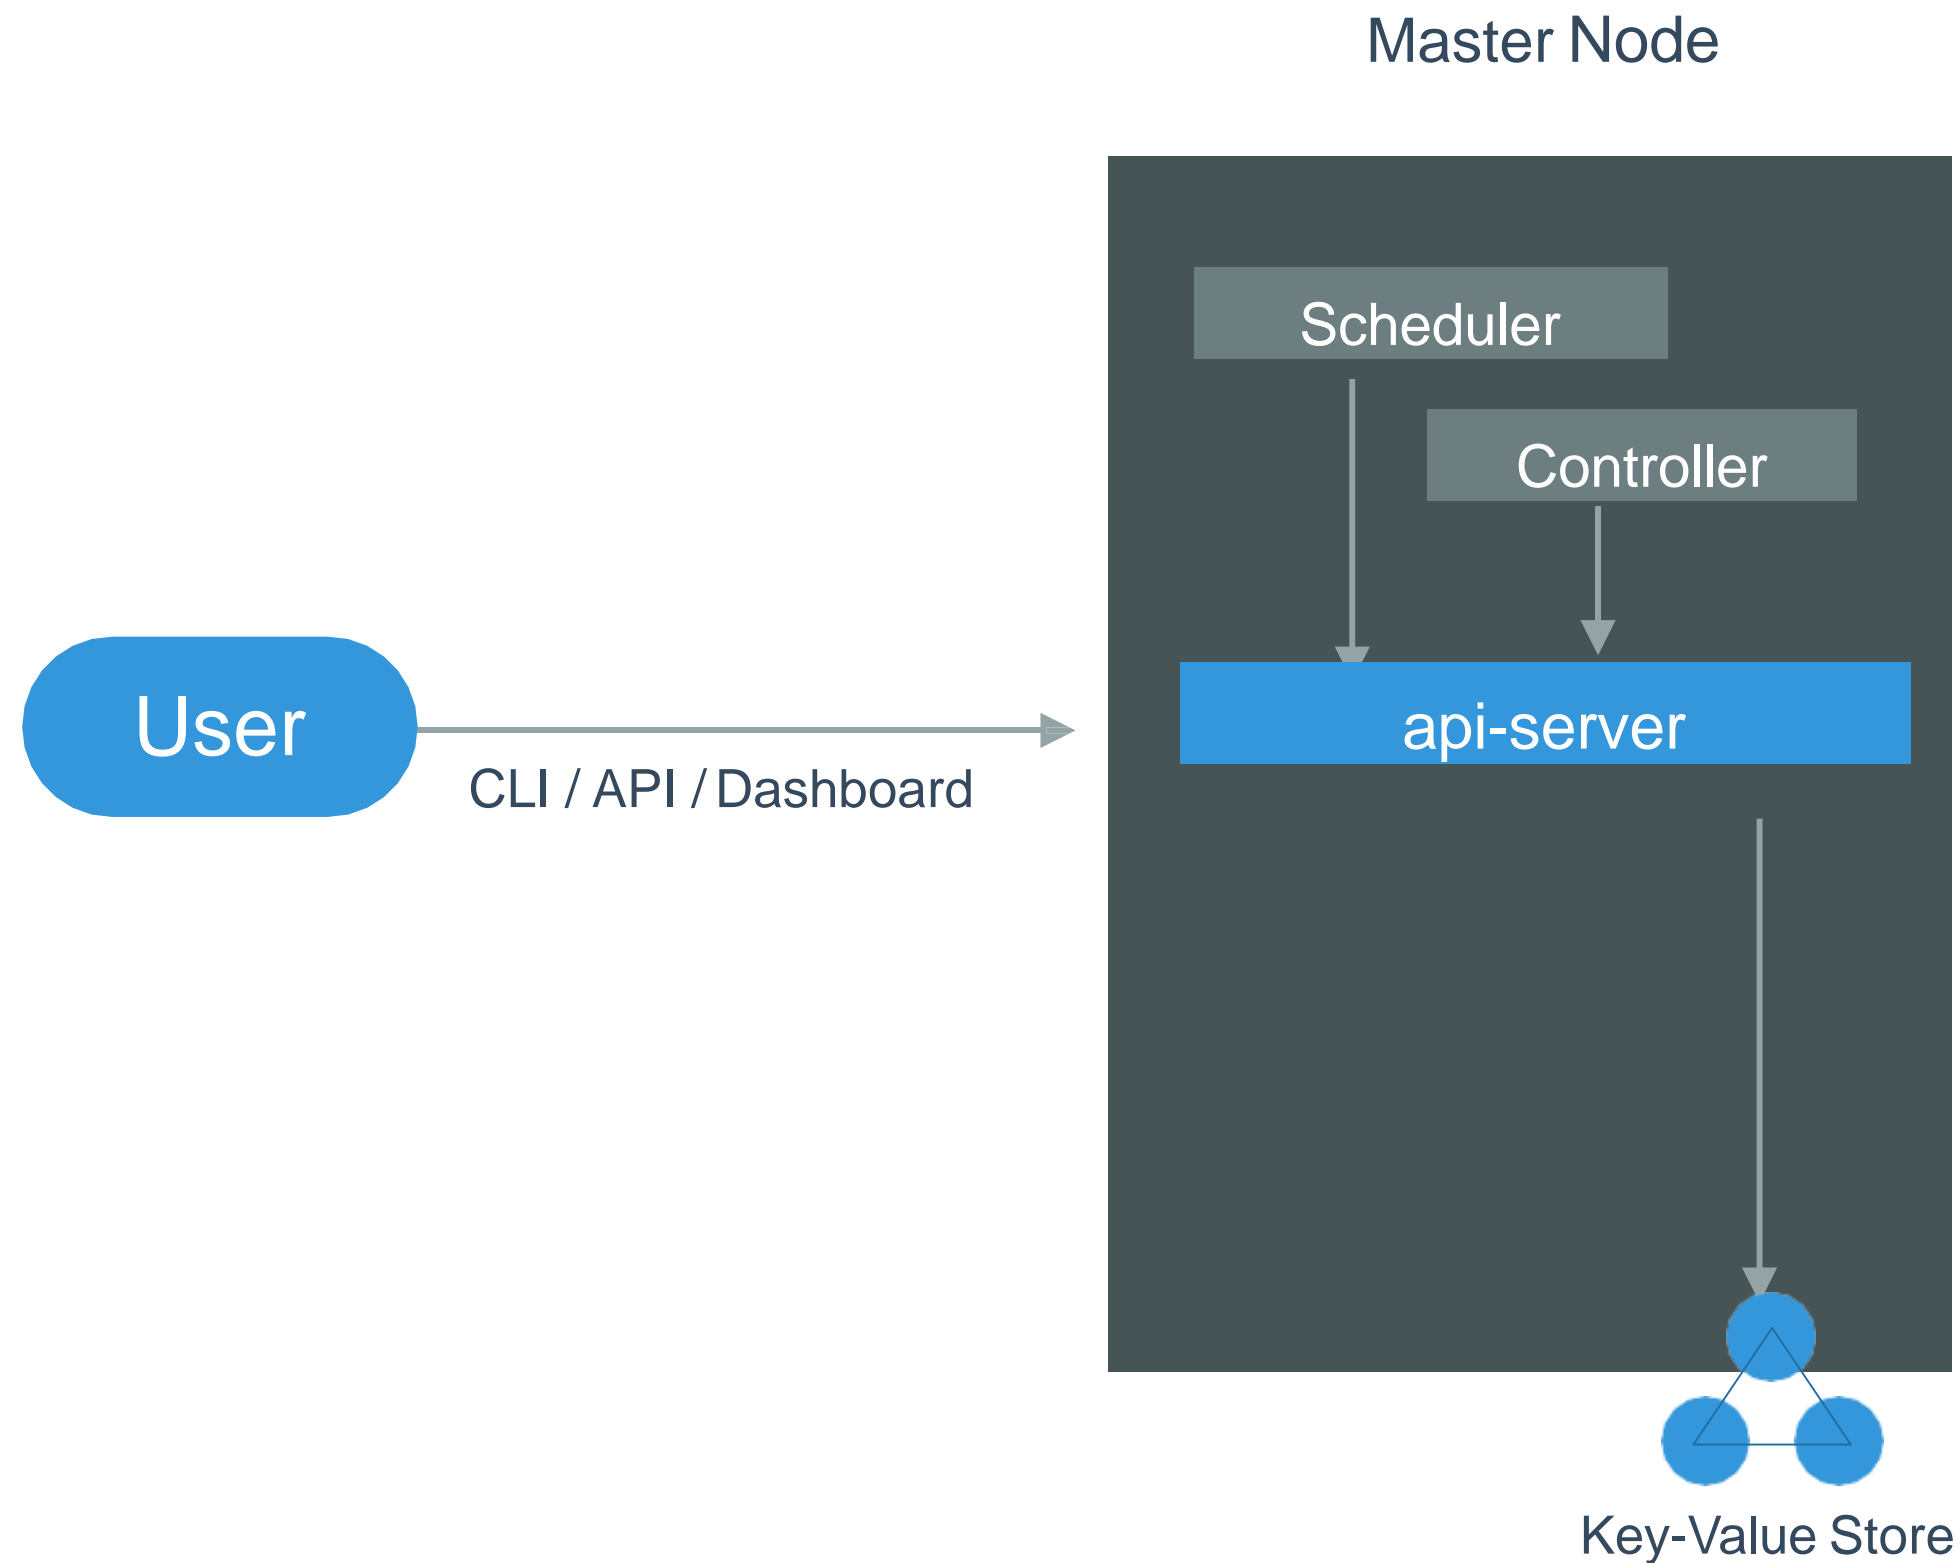 Master Node
Scheduler
Controller
User
api-server
CLI / API / Dashboard
Key-Value Store